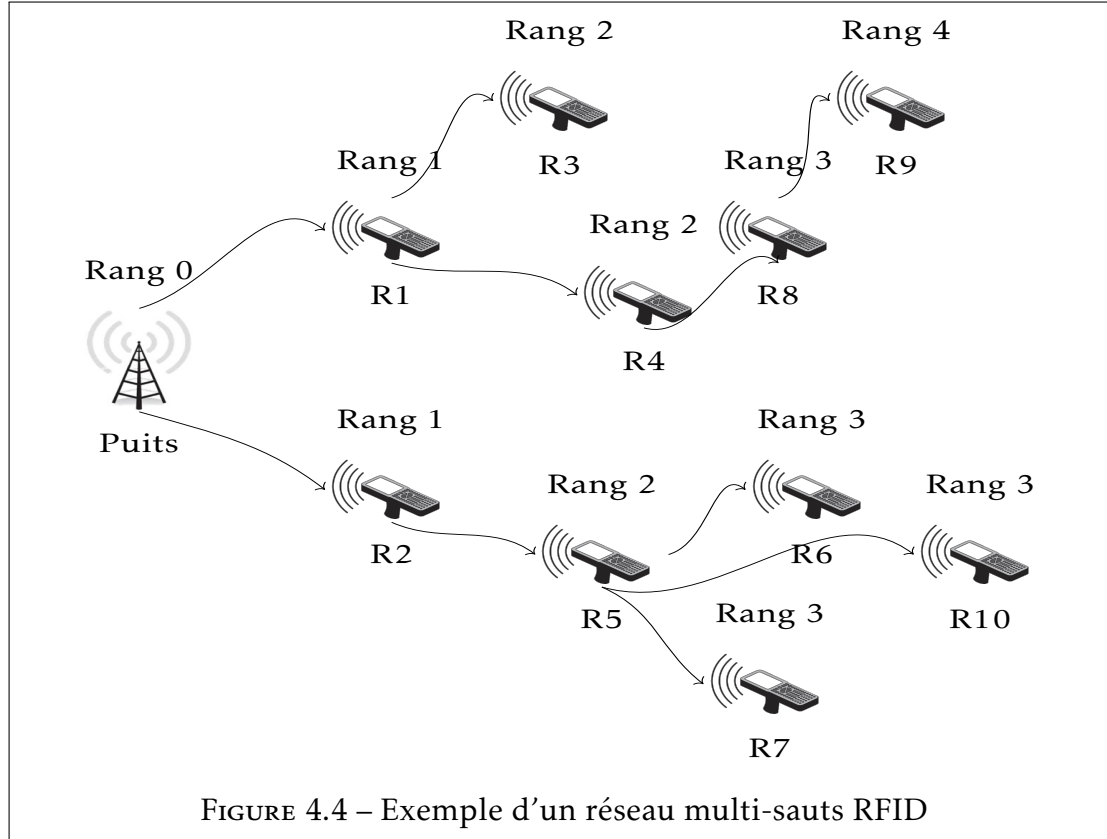 Rang 2
Rang 4
Rang 1
R3
Rang 3
R9
Rang 2
Rang 0
R1
R8
R4
Rang 1
Rang 3
Puits
Rang 2
Rang 3
R2
R6
Rang 3
R5
R10
R7
FIGURE 4.4 – Exemple d'un réseau multi-sauts RFID